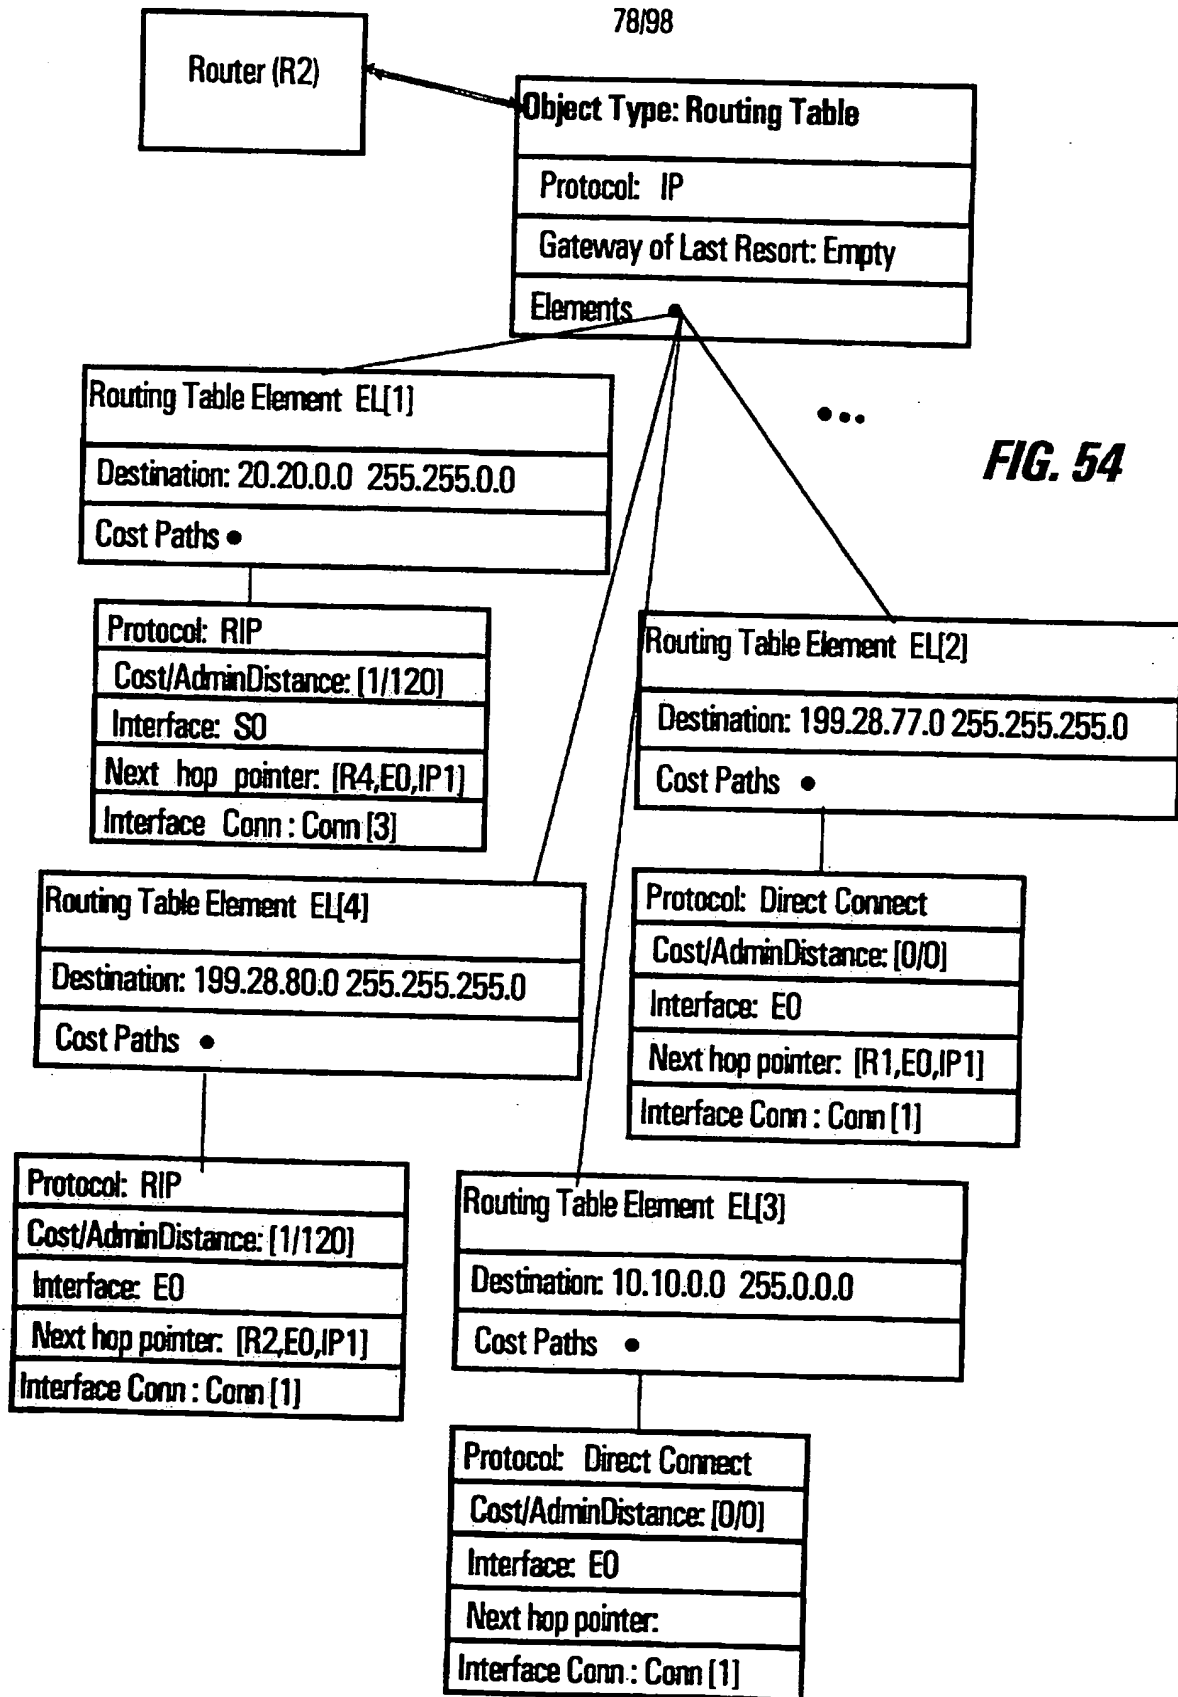 78/98
Router (R2)
Object Type: Routing Table
Protocol: IP
Gateway of Last Resort: Empty
Elements
Routing Table Element EL[1]
Destination: 20.20.0.0 255.255.0.0
Cost Paths
FIG. 54
Protocol: RIP
Cost/AdminDistance: [1/120]
Interface: S0
Next hop pointer: [R4,E0,IP1]
Interface Conn : Conn [3]
Routing Table Element EL[2]
Destination: 199.28.77.0 255.255.255.0
Cost Paths
Protocol: Direct Connect
Cost/AdminDistance: [0/0]
Interface: E0
Next hop pointer: [R1,E0,IP1]
Interface Conn : Conn [1]
Routing Table Element EL[4]
Destination: 199.28.80.0 255.255.255.0
Cost Paths
Protocol: RIP
Cost/AdminDistance: [1/120]
Interface: E0
Next hop pointer: [R2,E0,IP1]
Interface Conn : Conn [1]
Routing Table Element EL[3]
Destination: 10.10.0.0 255.0.0.0
Cost Paths
Protocol: Direct Connect
Cost/AdminDistance: [0/0]
Interface: E0
Next hop pointer:
Interface Conn : Conn [1]